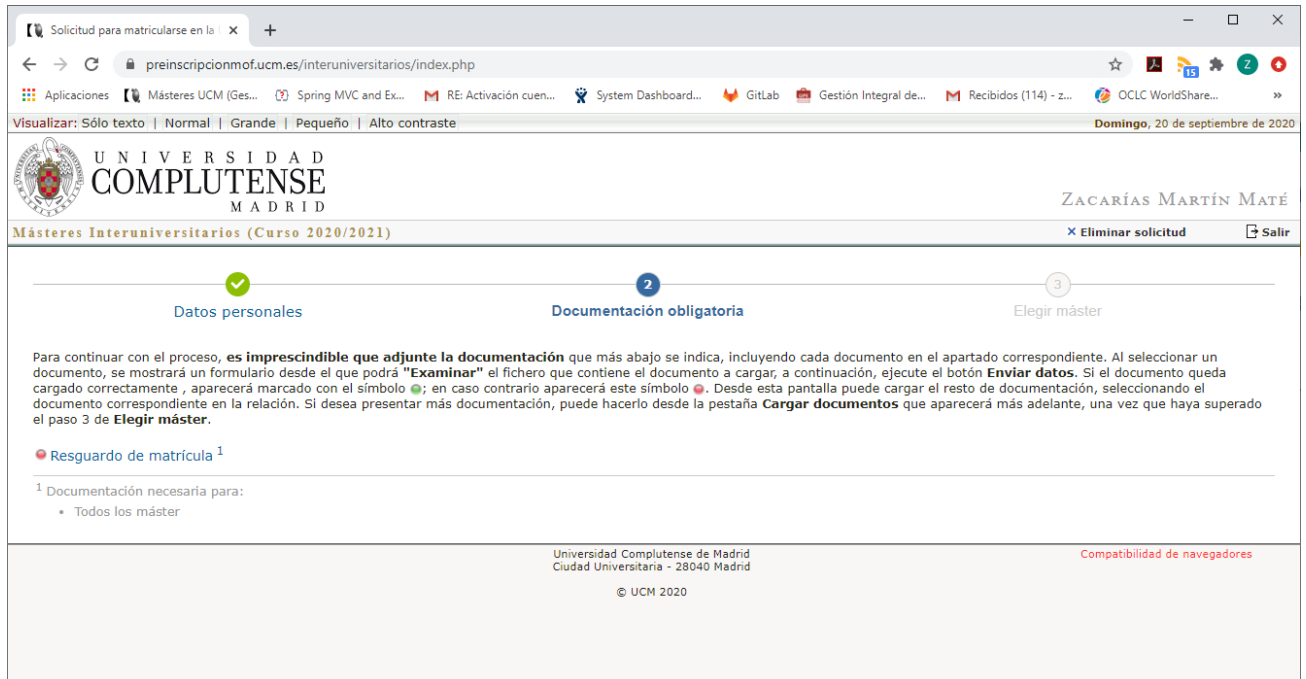 Solicitud para matricularse en la
preinscripcionmof.ucm.es/interuniversitarios/index.php
15
Z
Aplicaciones Másteres UCM (Ges... Spring MVC and Ex... RE: Activación cuen... System Dashboard... GitLab Gestión Integral de... Recibidos (114) - z... OCLC WorldShare... »
Visualizar: Sólo texto | Normal | Grande | Pequeño | Alto contraste Domingo, 20 de septiembre de 2020
UNIVERSIDAD
COMPLUTENSE
MADRID
Zacarías Martín Maté
Másteres Interuniversitarios (Curso 2020/2021) Eliminar solicitud Salir
2 3
Datos personales Documentación obligatoria Elegir máster
Para continuar con el proceso, es imprescindible que adjunte la documentación que más abajo se indica, incluyendo cada documento en el apartado correspondiente. Al seleccionar un
documento, se mostrará un formulario desde el que podrá "Examinar" el fichero que contiene el documento a cargar, a continuación, ejecute el botón Enviar datos. Si el documento queda
cargado correctamente , aparecerá marcado con el símbolo ; en caso contrario aparecerá este símbolo . Desde esta pantalla puede cargar el resto de documentación, seleccionando el
documento correspondiente en la relación. Si desea presentar más documentación, puede hacerlo desde la pestaña Cargar documentos que aparecerá más adelante, una vez que haya superado
el paso 3 de Elegir máster.
Resguardo de matrícula 1
1 Documentación necesaria para:
• Todos los máster
Universidad Complutense de Madrid Compatibilidad de navegadores
Ciudad Universitaria - 28040 Madrid
© UCM 2020